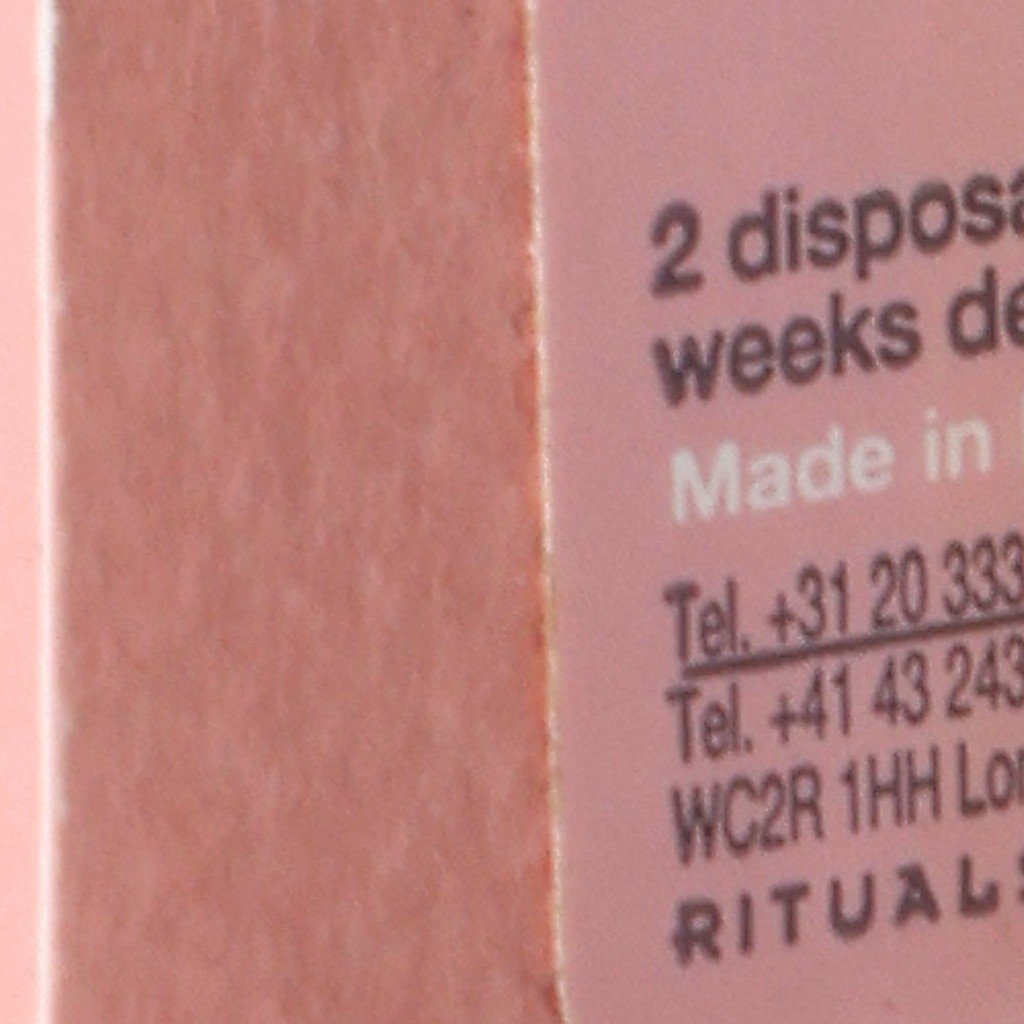 2 disposa
weeks de
Made in
Tel. +31 20 333
Tel. +41 43 243
WC2R 1HH Lon
RITUALS